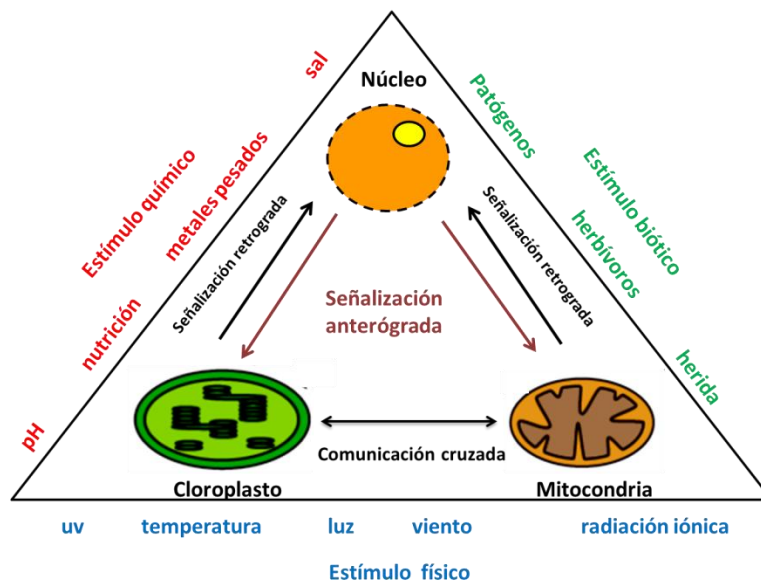 sal
Núcleo
Patógenos
Estímulo químico
metales pesados
Estímulo biótico
herbívoros
Señalización retrograda
Señalización retrograda
Señalización
anterógrada
nutrición
herida
pH
Comunicación cruzada
Cloroplasto
Mitocondria
uv temperatura luz viento radiación iónica
Estímulo físico